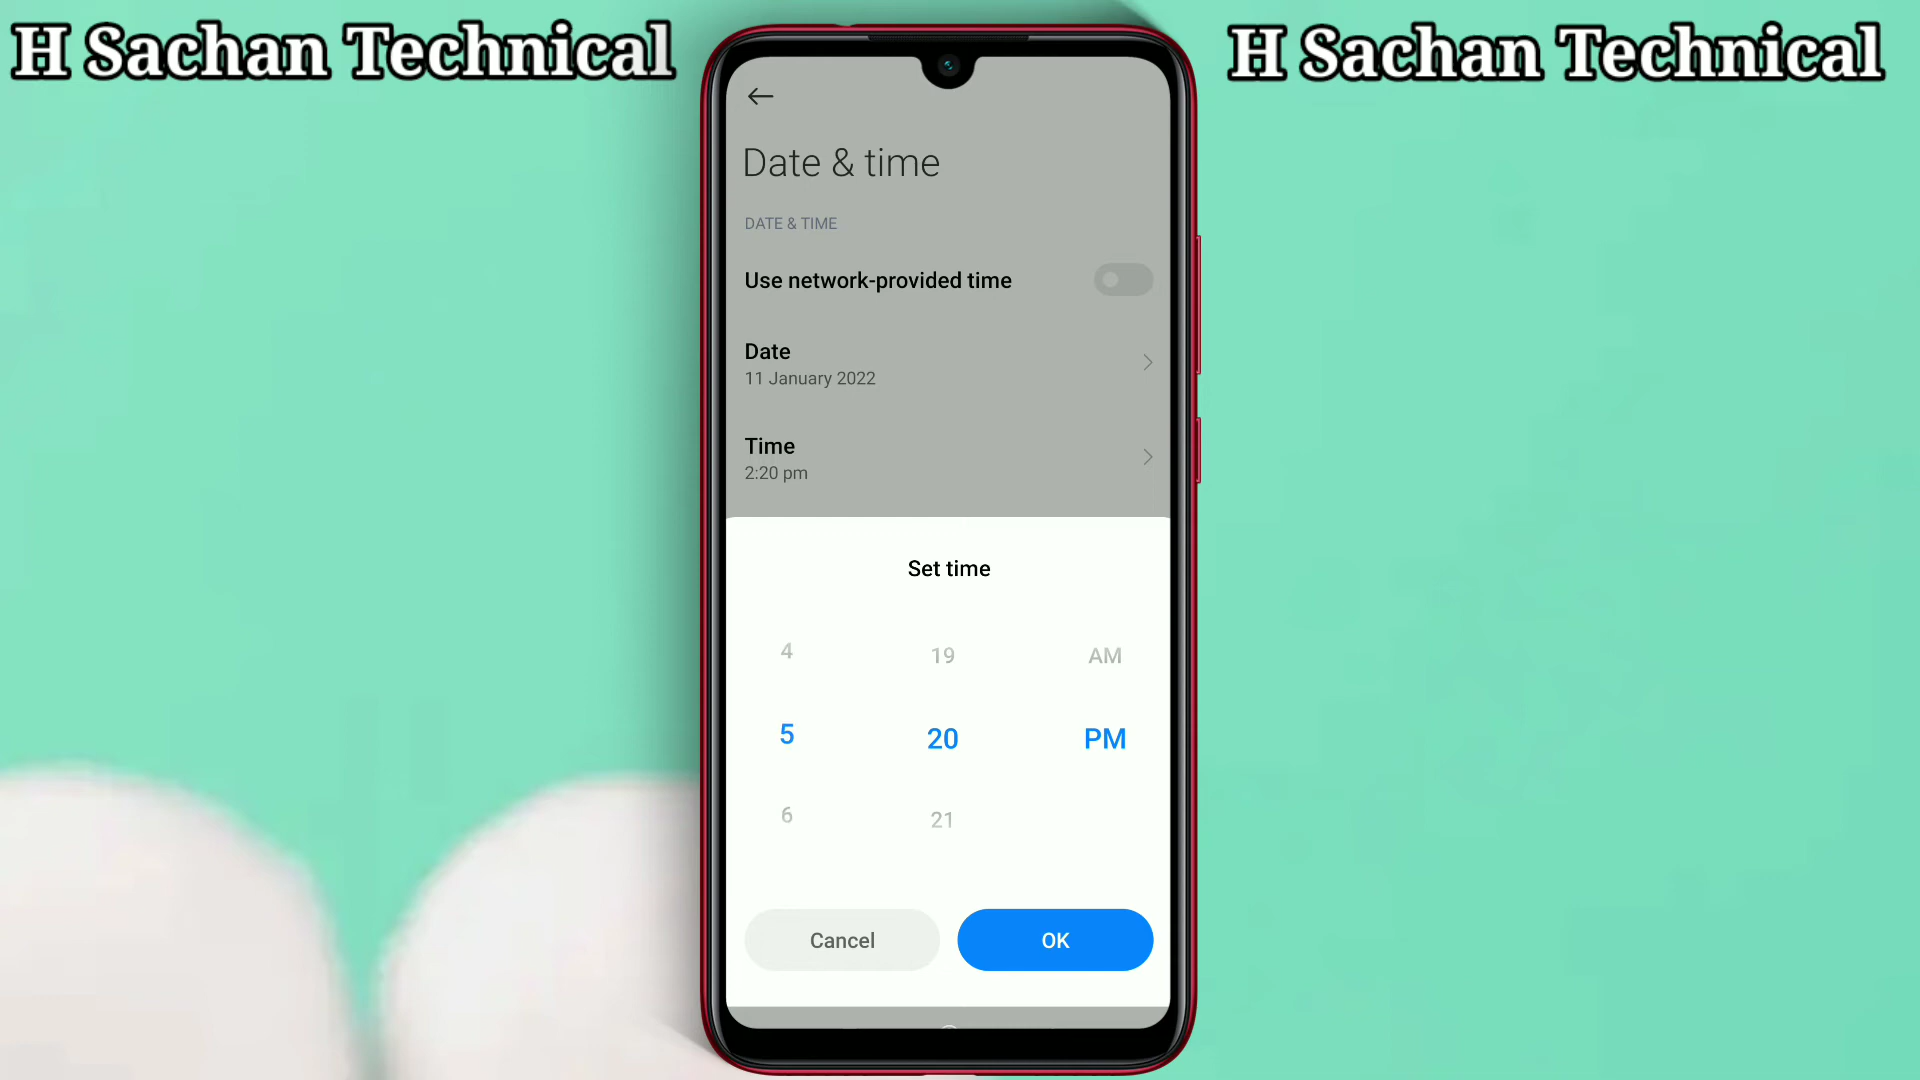 H Sachan Technical
H Sachan Technical
Date & time
DATE & TIME
Use network-provided time
Date
11 January 2022
Time
2:20 pm
Set time
4 19 AM
5 20 PM
6 21
Cancel OK